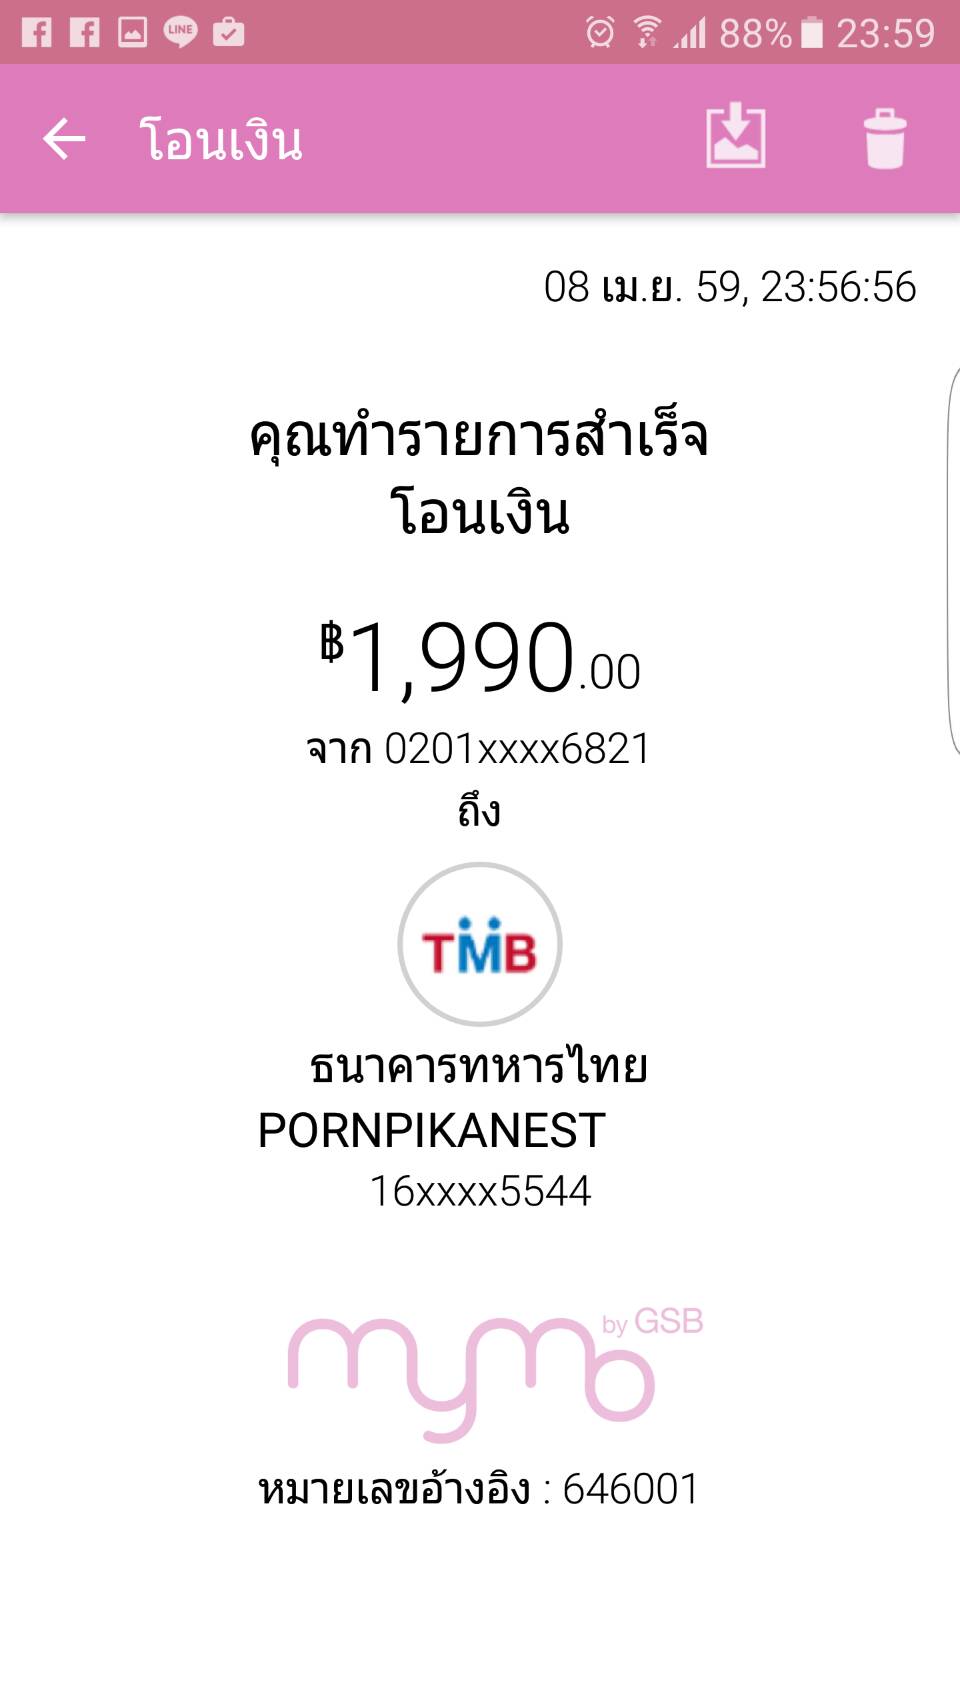 LINE
88% 23:59
โอนเงิน
08 เม.ย. 59, 23:56:56
คุณทำรายการสำเร็จ
โอนเงิน
฿1,990.00
จาก 0201xxxx6821
ถึง
TMB
ธนาคารทหารไทย
PORNPIKANEST
16xxxx5544
mymo by GSB
หมายเลขอ้างอิง : 646001